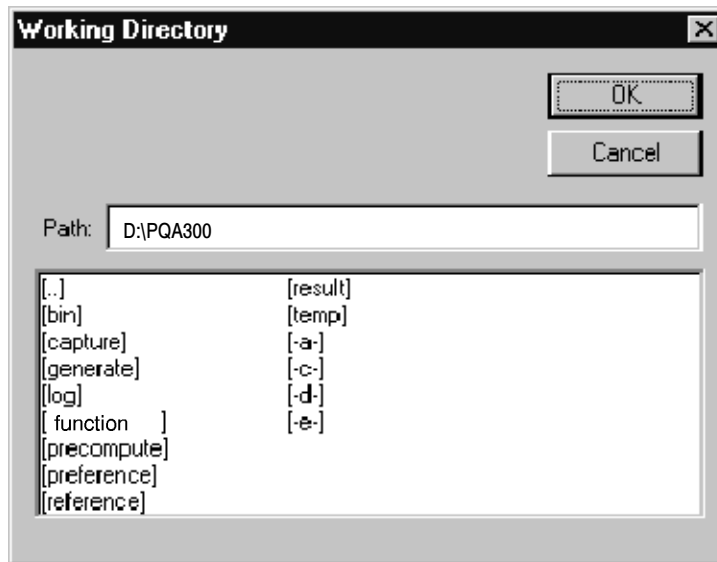 Working Directory
OK
Cancel
Path: D:\PQA300
[..]
[bin]
[capture]
[generate]
[log]
[ function ]
[precompute]
[preference]
[reference]
[result]
[temp]
[-a-]
[-c-]
[-d-]
[-e-]